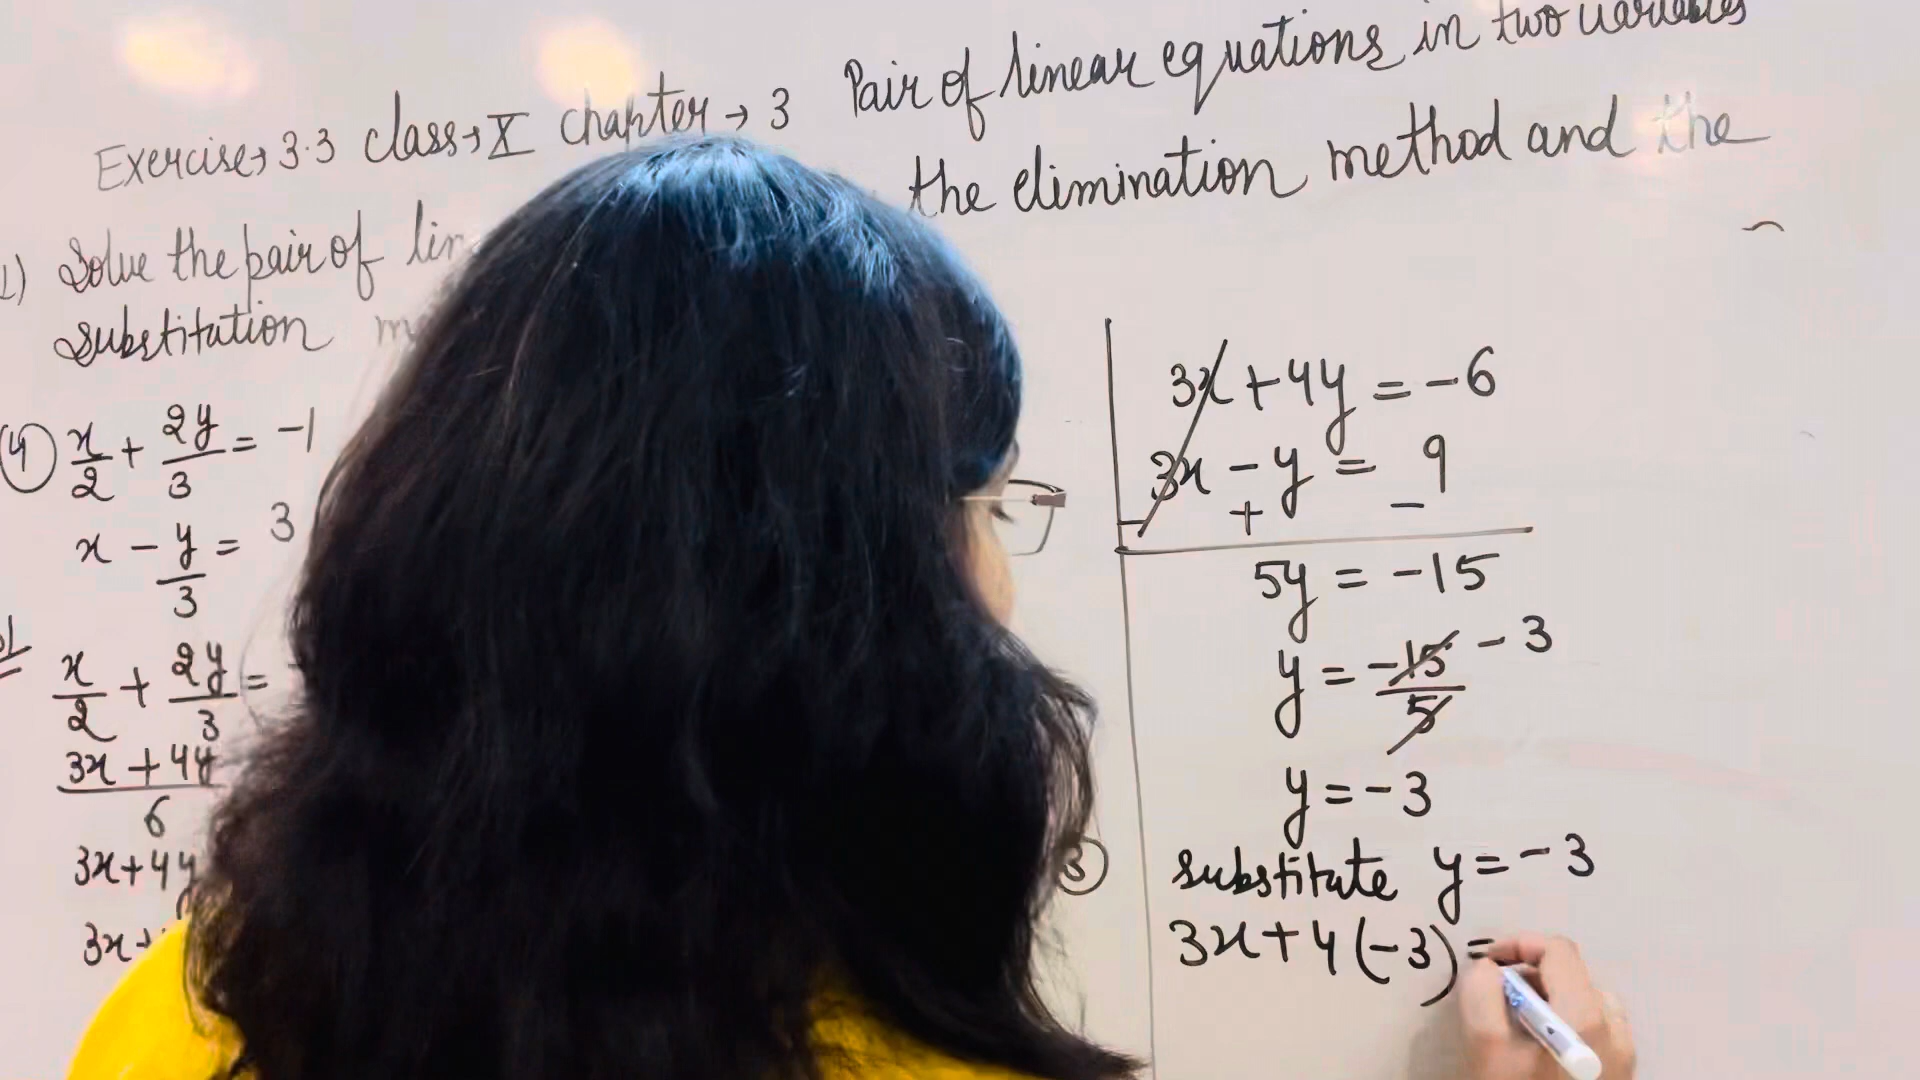 Exercise → 3.3 class → X chapter → 3 Pair of linear equations in two variables
1) Solve the pair of the elimination method and the
substitution
(4) x/2 + 2y/3 = -1
x - y/3 = 3
x/2 + 2y/3 =
3x + 4y
6
3x + 4y
3x +
3x + 4y = -6
3x - y = 9
+ -
5y = -15
y = -15/5 -3
y = -3
(3)
substitute y = -3
3x + 4(-3) =